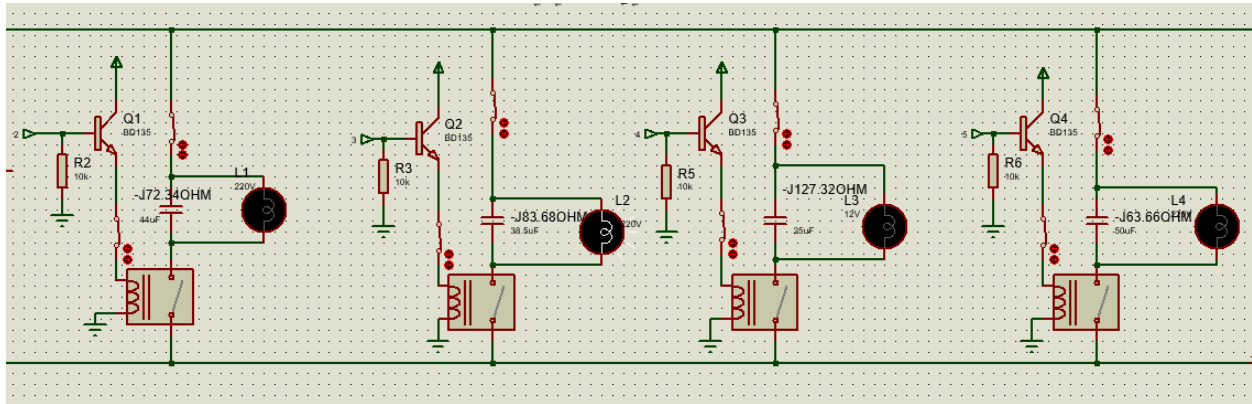 2
Q1
BD135
R2
10k
-J72.34OHM
44uF
L1
220V
3
Q2
BD135
R3
10k
-J83.68OHM
38.5uF
L2
220V
4
Q3
BD135
R5
10k
-J127.32OHM
25uF
L3
12V
5
Q4
BD135
R6
10k
-J63.66OHM
50uF
L4